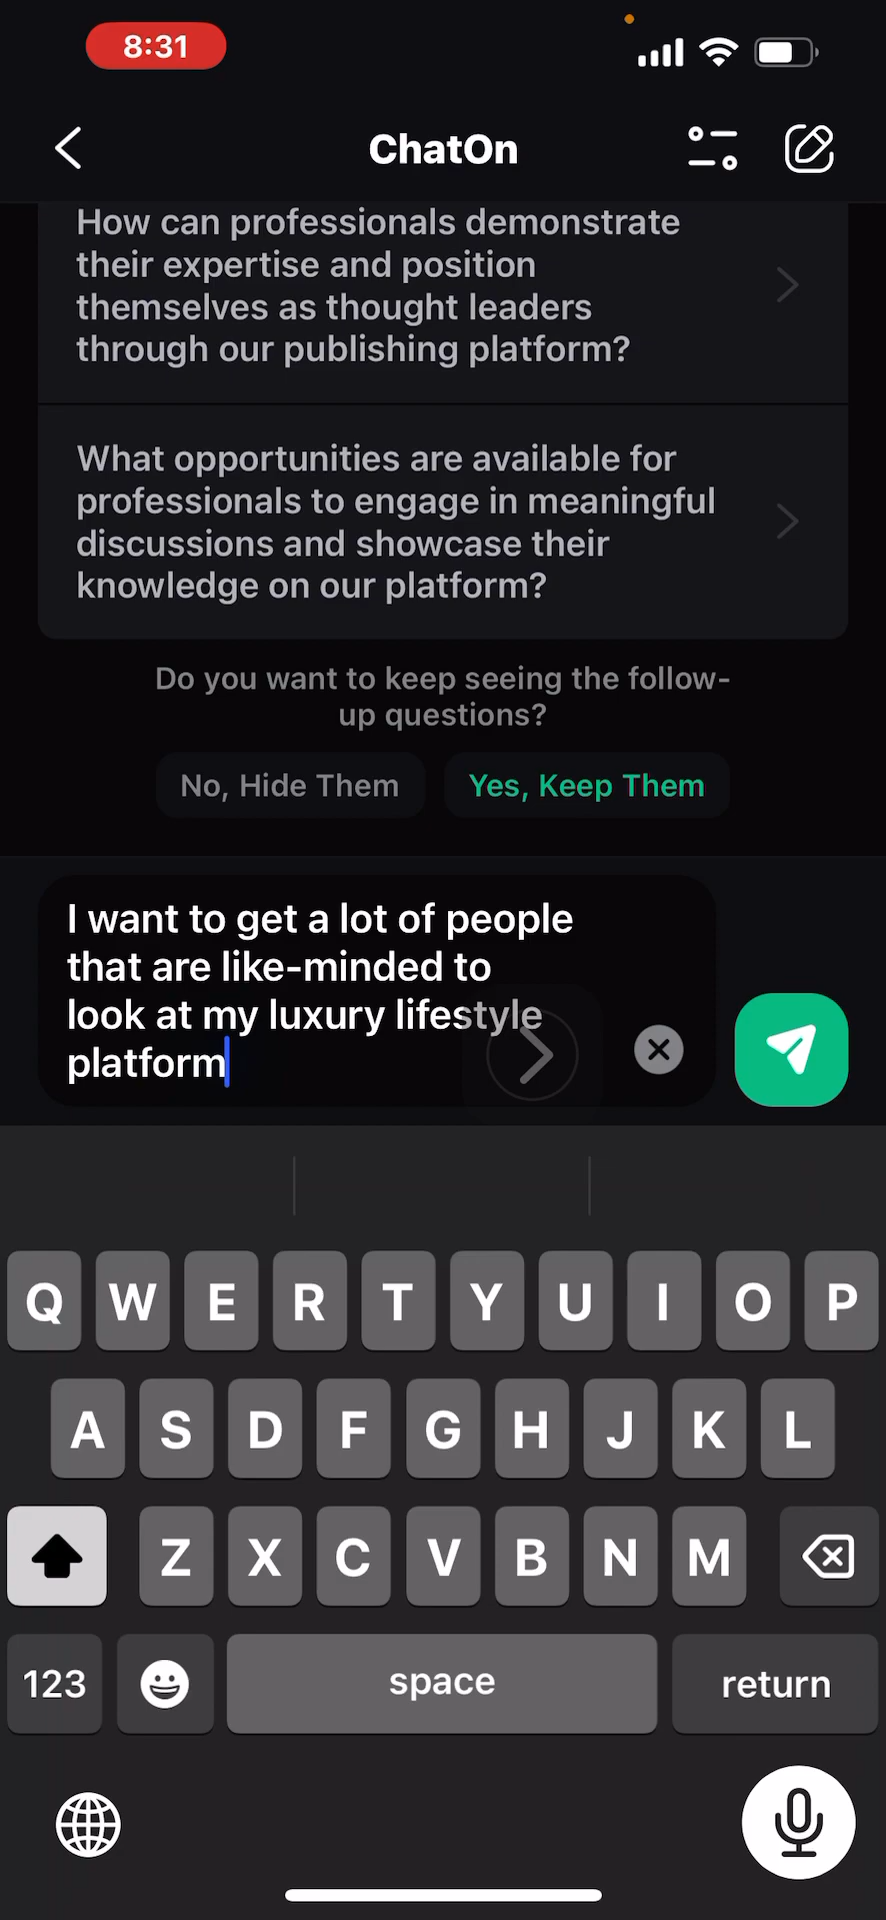 8:31
ChatOn
How can professionals demonstrate
their expertise and position
themselves as thought leaders
through our publishing platform?
What opportunities are available for
professionals to engage in meaningful
discussions and showcase their
knowledge on our platform?
Do you want to keep seeing the follow-
up questions?
No, Hide Them
Yes, Keep Them
I want to get a lot of people
that are like-minded to
look at my luxury lifestyle
platform
Q W E R T Y U I O P
A S D F G H J K L
Z X C V B N M
123 space return